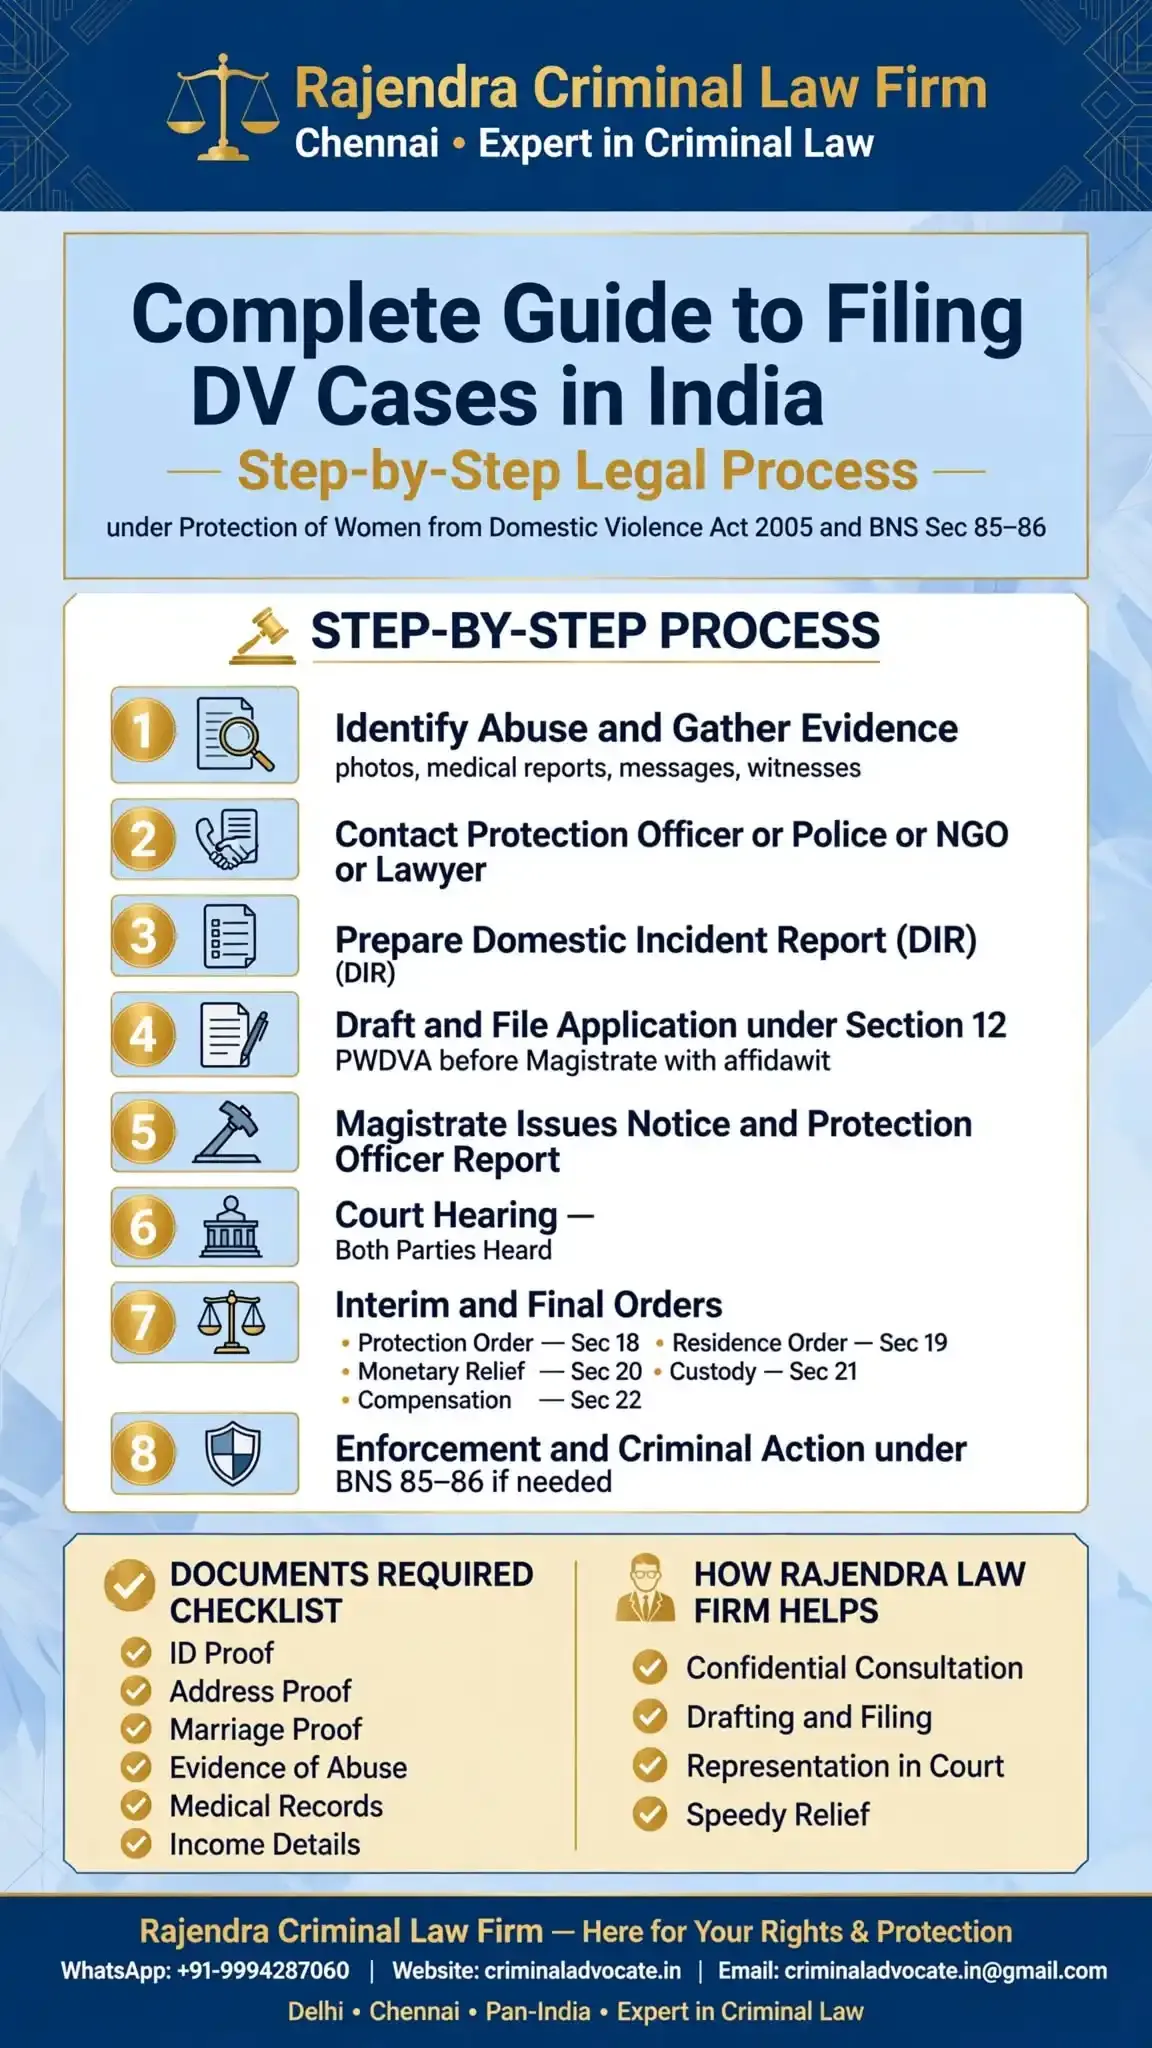 Rajendra Criminal Law Firm
Chennai • Expert in Criminal Law
Complete Guide to Filing
DV Cases in India
— Step-by-Step Legal Process —
under Protection of Women from Domestic Violence Act 2005 and BNS Sec 85–86
STEP-BY-STEP PROCESS
1
Identify Abuse and Gather Evidence
photos, medical reports, messages, witnesses
2
Contact Protection Officer or Police or NGO
or Lawyer
3
Prepare Domestic Incident Report (DIR)
(DIR)
4
Draft and File Application under Section 12
PWDVA before Magistrate with affidawit
5
Magistrate Issues Notice and Protection
Officer Report
6
Court Hearing —
Both Parties Heard
7
Interim and Final Orders
• Protection Order — Sec 18 • Residence Order — Sec 19
• Monetary Relief — Sec 20 • Custody — Sec 21
• Compensation — Sec 22
8
Enforcement and Criminal Action under
BNS 85–86 if needed
DOCUMENTS REQUIRED
CHECKLIST
ID Proof
Address Proof
Marriage Proof
Evidence of Abuse
Medical Records
Income Details
HOW RAJENDRA LAW
FIRM HELPS
Confidential Consultation
Drafting and Filing
Representation in Court
Speedy Relief
Rajendra Criminal Law Firm — Here for Your Rights & Protection
WhatsApp: +91-9994287060 | Website: criminaladvocate.in | Email: criminaladvocate.in@gmail.com
Delhi • Chennai • Pan-India • Expert in Criminal Law